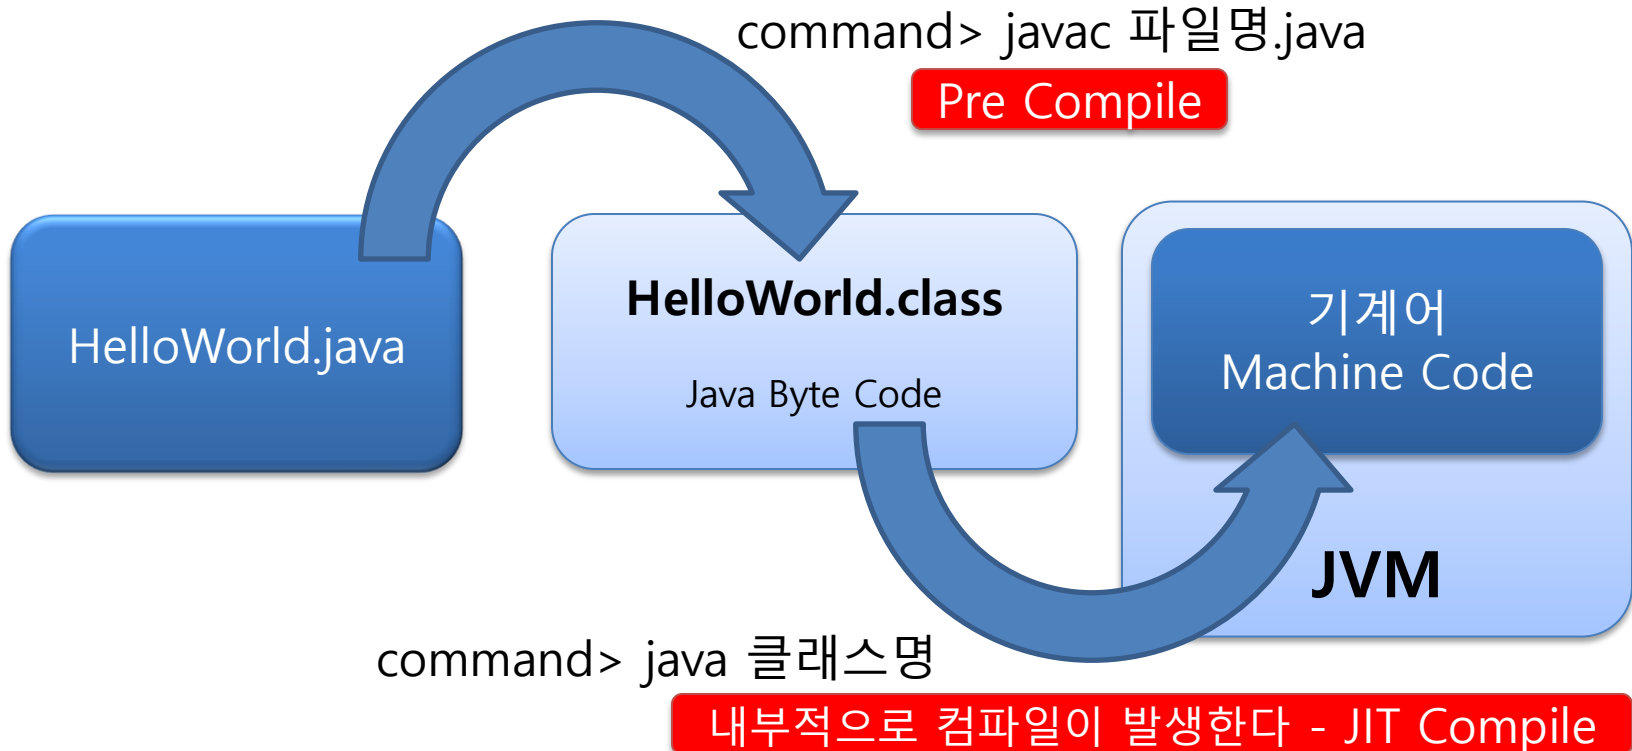 command> javac 파일명.java
Pre Compile
HelloWorld.java
HelloWorld.class
Java Byte Code
기계어
Machine Code
JVM
command> java 클래스명
내부적으로 컴파일이 발생한다 - JIT Compile